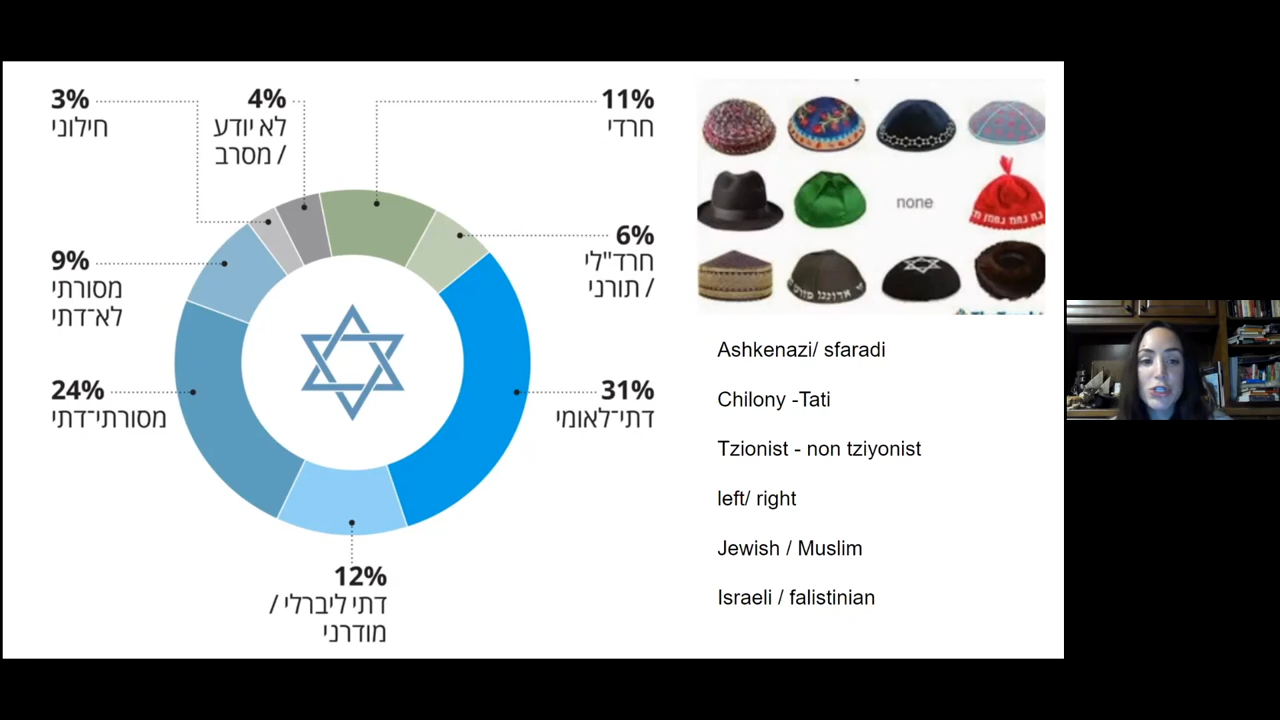 3%
חילוני
4%
לא יודע
/ מסרב
11%
חרדי
6%
חרד"לי
/ תורני
9%
מסורתי
לא־דתי
24%
מסורתי־דתי
31%
דתי־לאומי
12%
דתי ליברלי /
מודרני
none
Ashkenazi/ sfaradi
Chilony -Tati
Tzionist - non tziyonist
left/ right
Jewish / Muslim
Israeli / falistinian